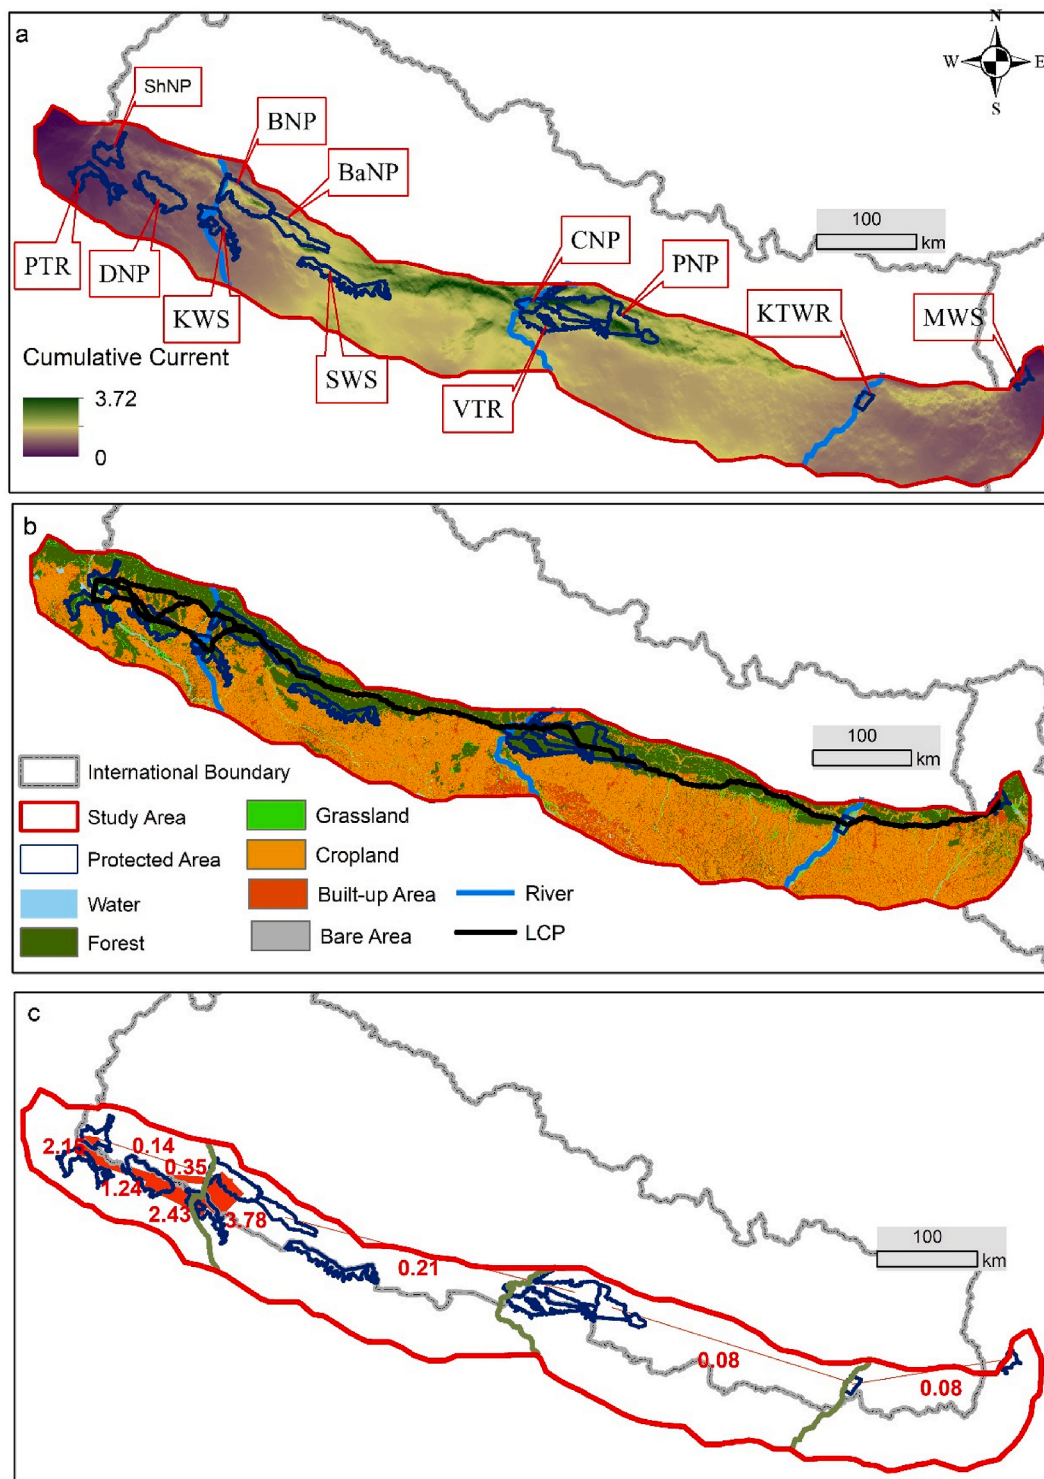 a
N
W
E
S
ShNP
BNP
BaNP
CNP
PNP
100
km
PTR
DNP
KWS
SWS
VTR
KTWR
MWS
Cumulative Current
3.72
0
b
100
km
International Boundary
Study Area
Protected Area
Water
Forest
Grassland
Cropland
Built-up Area
Bare Area
River
LCP
c
2.15
0.14
0.35
1.24
2.43
3.78
0.21
100
km
0.08
0.08